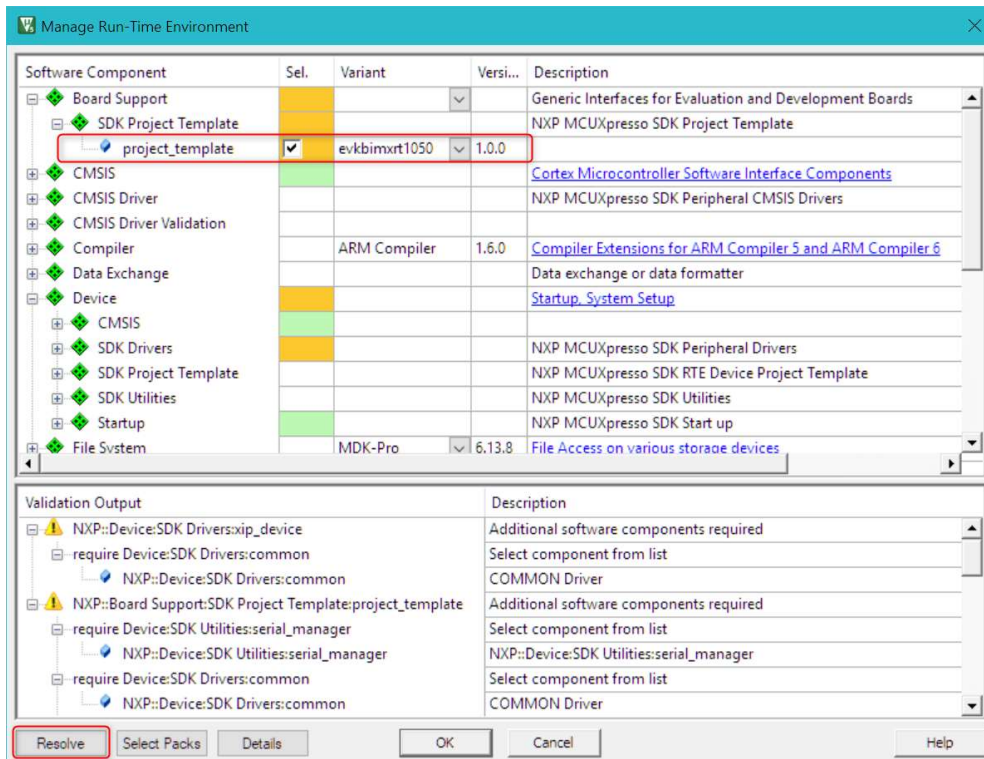 Manage Run-Time Environment
Software Component Sel. Variant Versi... Description
Board Support Generic Interfaces for Evaluation and Development Boards
SDK Project Template NXP MCUXpresso SDK Project Template
project_template evkbimxrt1050 1.0.0
CMSIS Cortex Microcontroller Software Interface Components
CMSIS Driver NXP MCUXpresso SDK Peripheral CMSIS Drivers
CMSIS Driver Validation
Compiler ARM Compiler 1.6.0 Compiler Extensions for ARM Compiler 5 and ARM Compiler 6
Data Exchange Data exchange or data formatter
Device Startup, System Setup
CMSIS
SDK Drivers NXP MCUXpresso SDK Peripheral Drivers
SDK Project Template NXP MCUXpresso SDK RTE Device Project Template
SDK Utilities NXP MCUXpresso SDK Utilities
Startup NXP MCUXpresso SDK Start up
File System MDK-Pro 6.13.8 File Access on various storage devices
Validation Output Description
NXP::Device:SDK Drivers:xip_device Additional software components required
require Device:SDK Drivers:common Select component from list
NXP::Device:SDK Drivers:common COMMON Driver
NXP::Board Support:SDK Project Template:project_template Additional software components required
require Device:SDK Utilities:serial_manager Select component from list
NXP::Device:SDK Utilities:serial_manager NXP::Device:SDK Utilities:serial_manager
require Device:SDK Drivers:common Select component from list
NXP::Device:SDK Drivers:common COMMON Driver
Resolve Select Packs Details OK Cancel Help